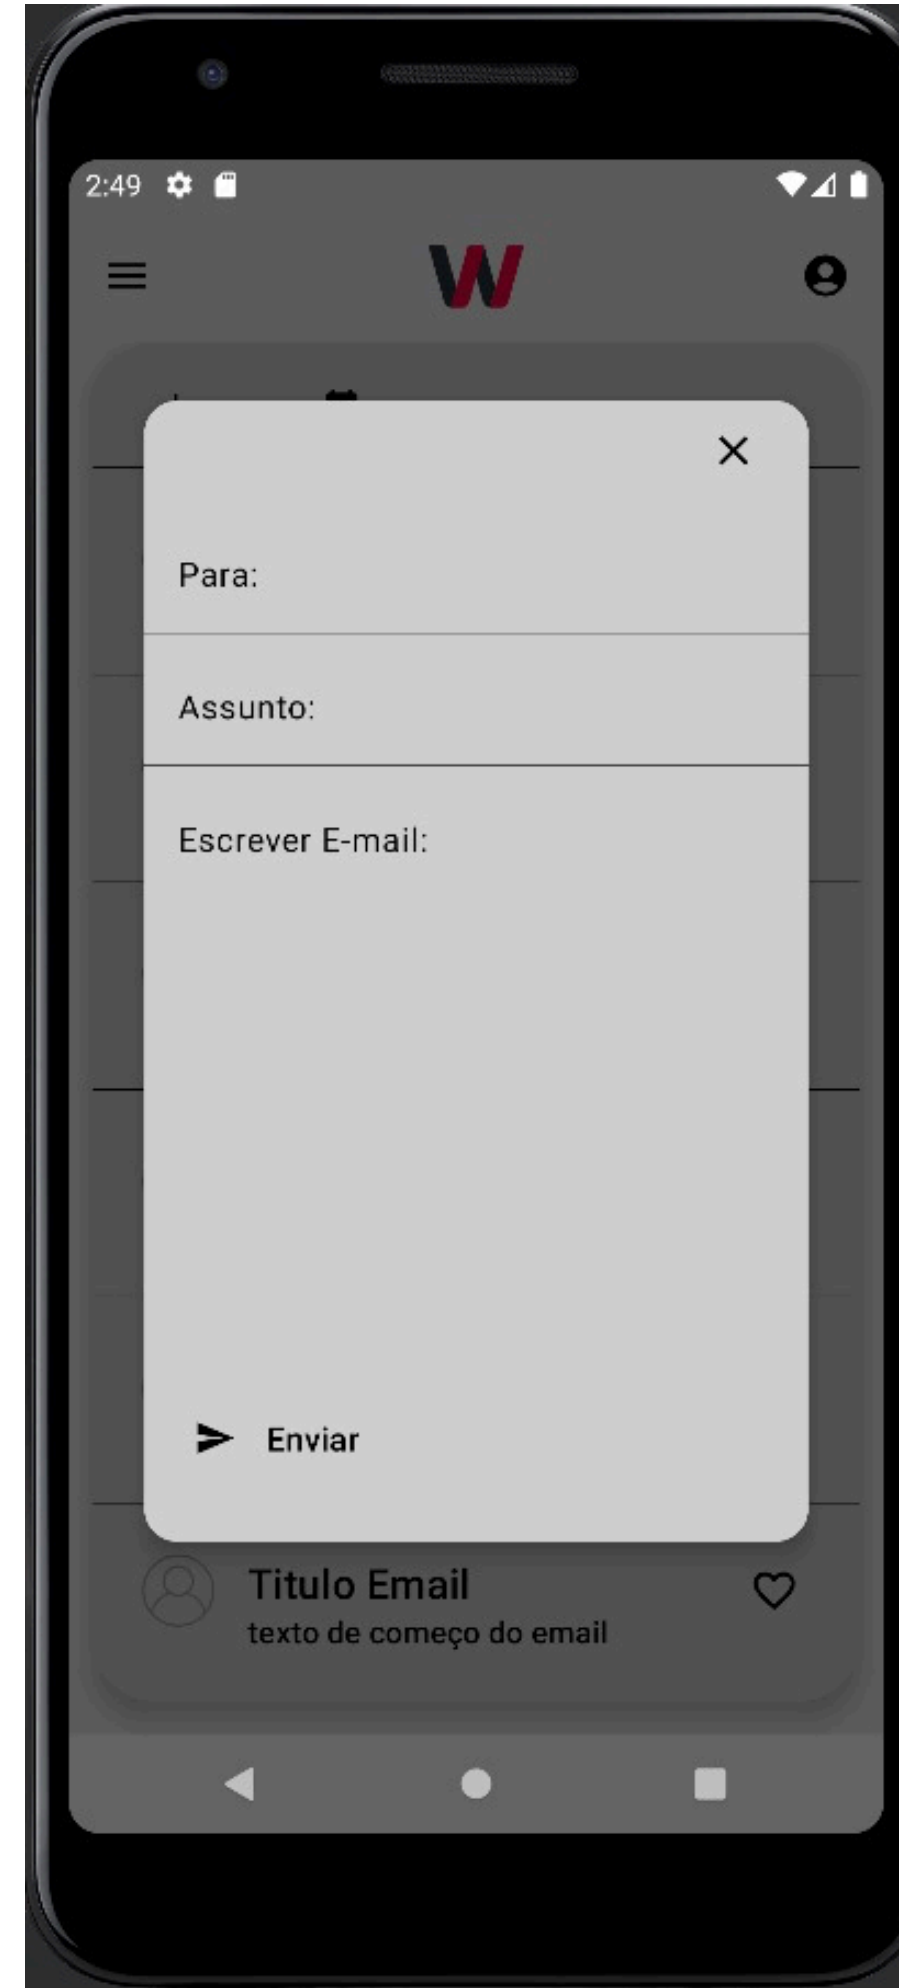 2:49
W
Para:
Assunto:
Escrever E-mail:
Enviar
Titulo Email
texto de começo do email